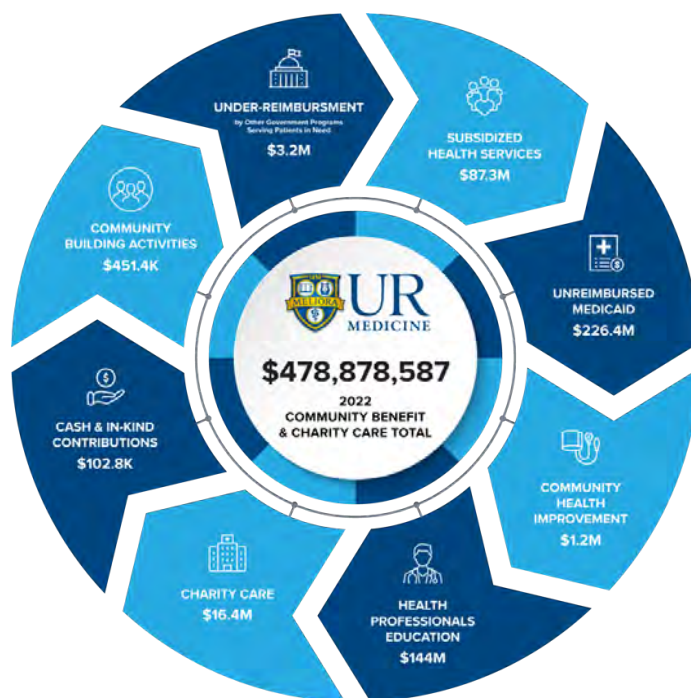 UNDER-REIMBURSMENT
by Other Government Programs
Serving Patients in Need
$3.2M
SUBSIDIZED
HEALTH SERVICES
$87.3M
UNREIMBURSED
MEDICAID
$226.4M
COMMUNITY
HEALTH
IMPROVEMENT
$1.2M
HEALTH
PROFESSIONALS
EDUCATION
$144M
CHARITY CARE
$16.4M
CASH & IN-KIND
CONTRIBUTIONS
$102.8K
COMMUNITY
BUILDING ACTIVITIES
$451.4K
MELIORA
UR
MEDICINE
$478,878,587
2022
COMMUNITY BENEFIT
& CHARITY CARE TOTAL